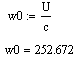 w0 := U/c
w0 = 252.672